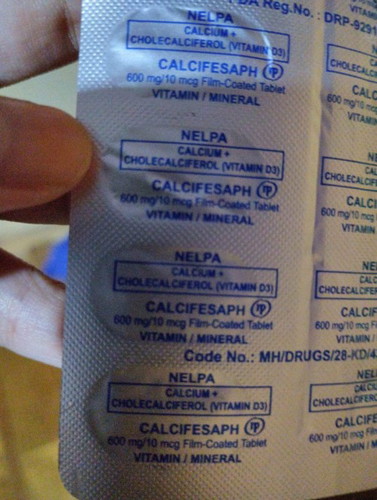 FDA Reg.No.: DRP-9291
NELPA
CALCIUM +
CHOLECALCIFEROL (VITAMIN D3)
CALCIFESAPH
600 mg/10 mcg Film-Coated Tablet
VITAMIN / MINERAL
NELPA
CALCIUM +
CHOLECALCIFEROL (VITAMIN D3)
CALCIFESAPH
600 mg/10 mcg Film-Coated Tablet
VITAMIN / MINERAL
NELPA
CALCIUM +
CHOLECALCIFEROL (VITAMIN D3)
CALCIFESAPH
600 mg/10 mcg Film-Coated Tablet
VITAMIN / MINERAL
Code No.: MH/DRUGS/28-KD/4
NELPA
CALCIUM +
CHOLECALCIFEROL (VITAMIN D3)
CALCIFESAPH
600 mg/10 mcg Film-Coated Tablet
VITAMIN / MINERAL